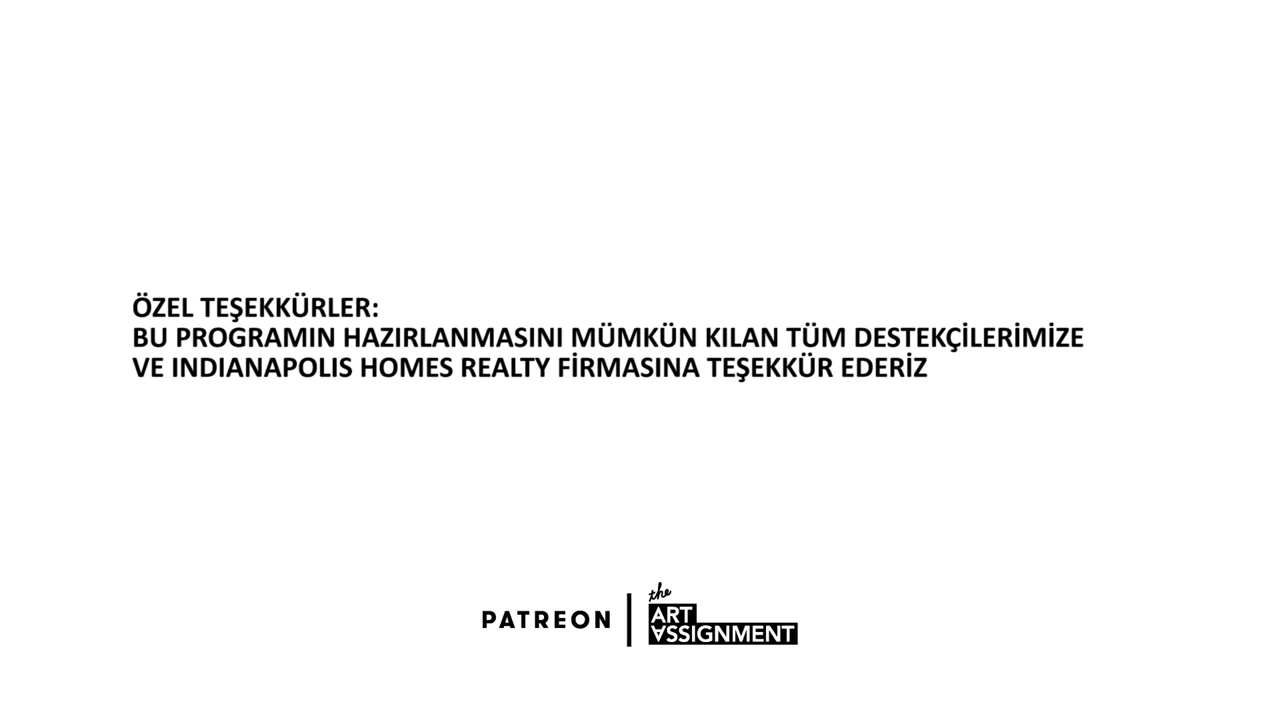 ÖZEL TEŞEKKÜRLER:
BU PROGRAMIN HAZIRLANMASINI MÜMKÜN KILAN TÜM DESTEKÇİLERİMİZE
VE INDIANAPOLIS HOMES REALTY FİRMASINA TEŞEKKÜR EDERİZ
PATREON
the
ART
ASSIGNMENT